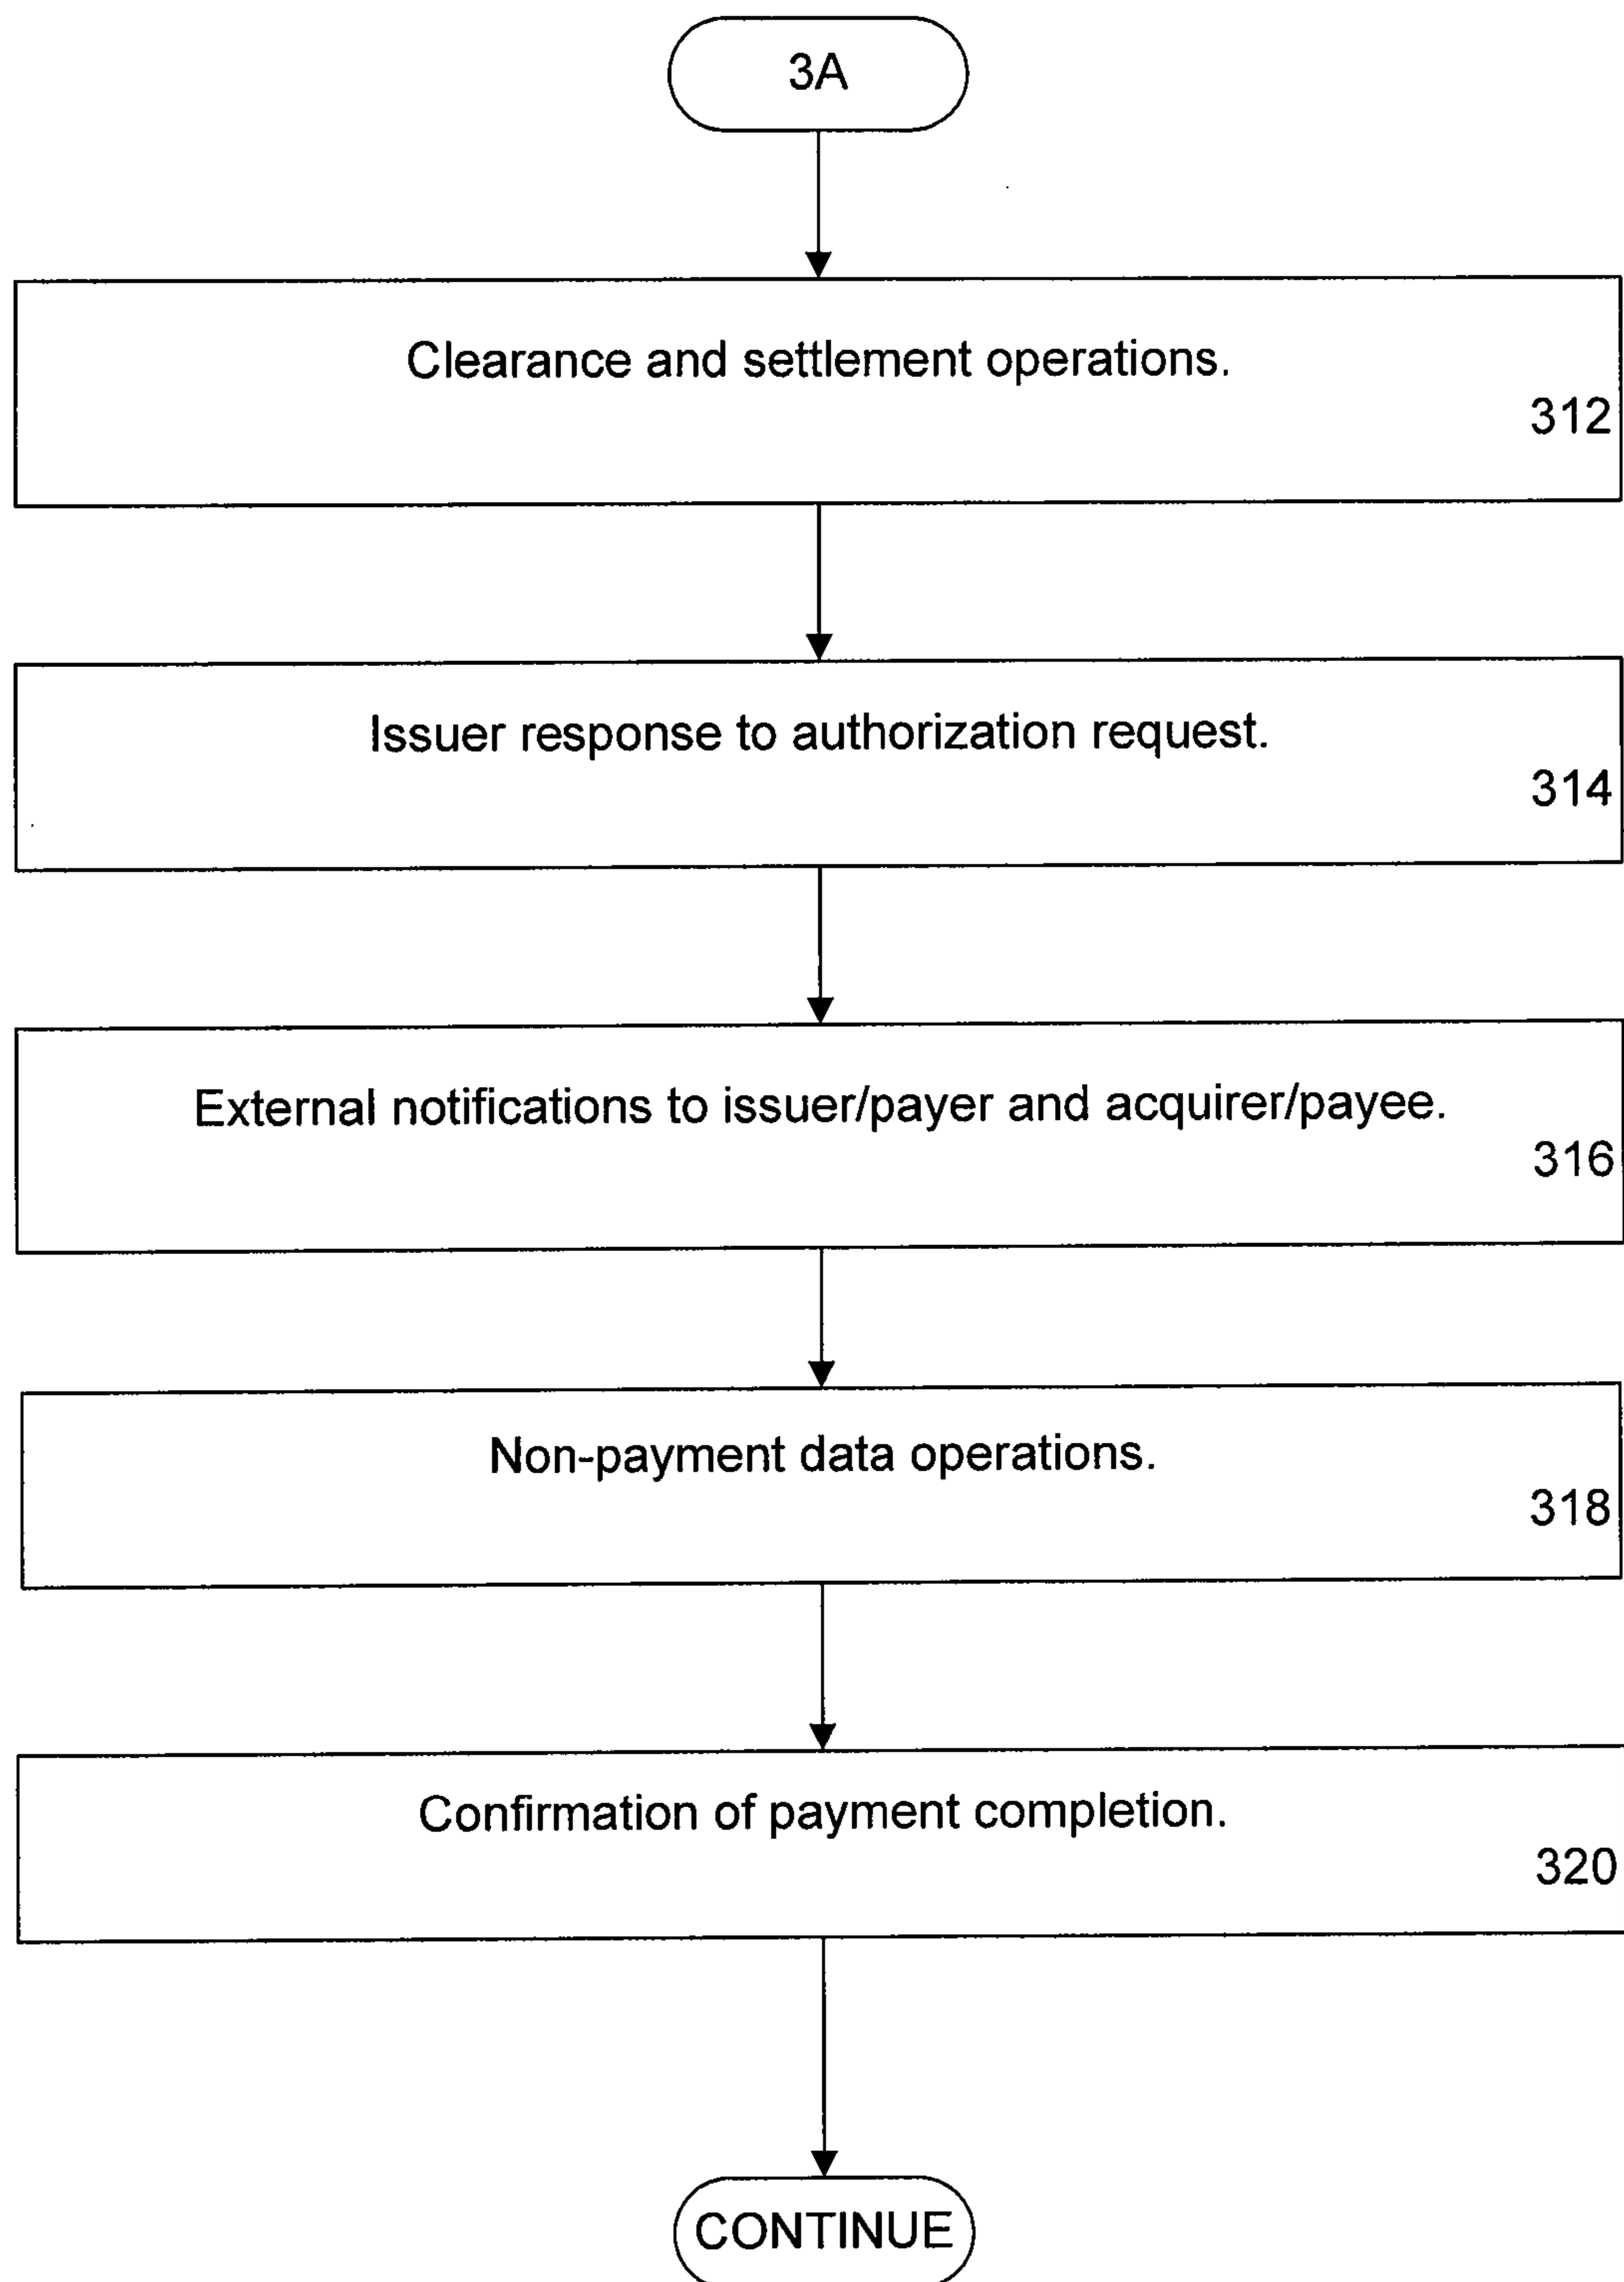 3A
Clearance and settlement operations.
312
Issuer response to authorization request.
314
External notifications to issuer/payer and acquirer/payee.
316
Non-payment data operations.
318
Confirmation of payment completion.
320
CONTINUE